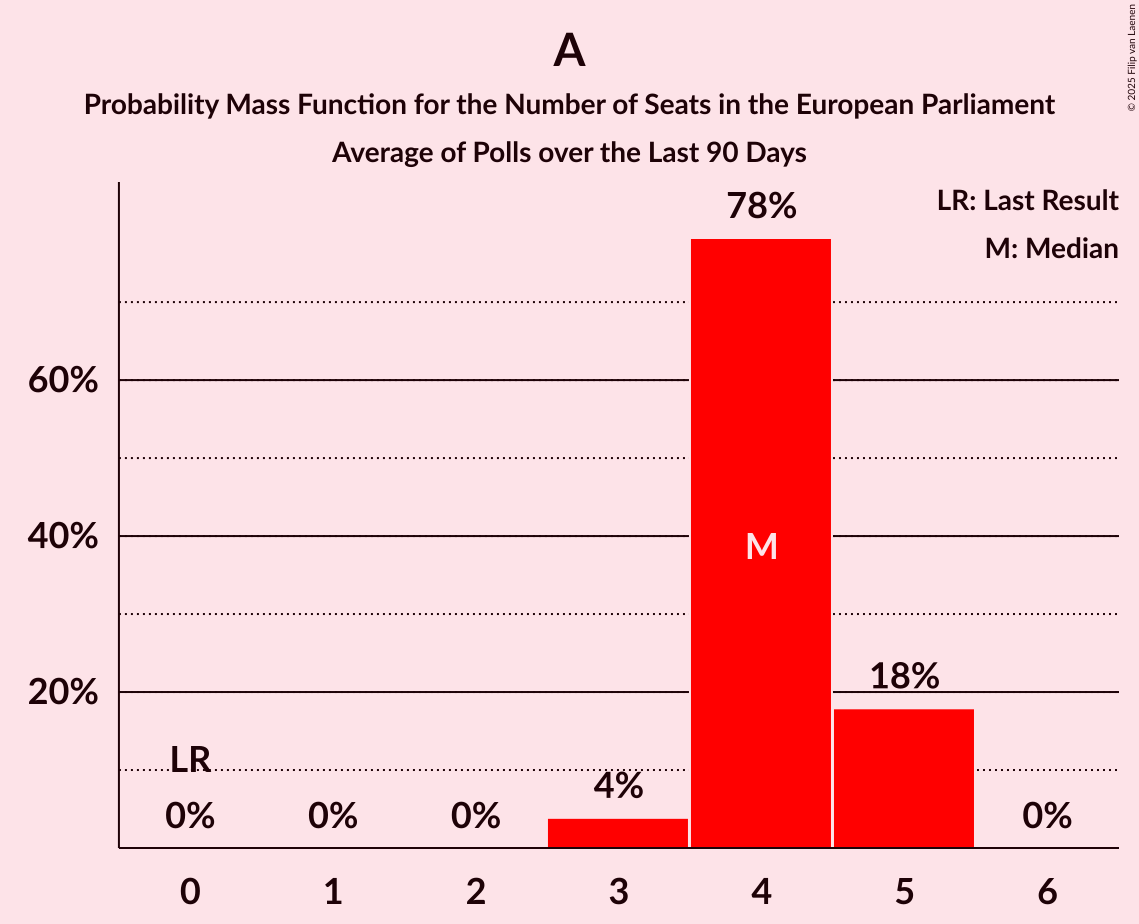 A
Probability Mass Function for the Number of Seats in the European Parliament
Average of Polls over the Last 90 Days
© 2025 Filip van Laenen
LR: Last Result
M: Median
78%
60%
40%
M
20%
18%
LR
4%
0%
0%
0%
0%
0
1
2
3
4
5
6